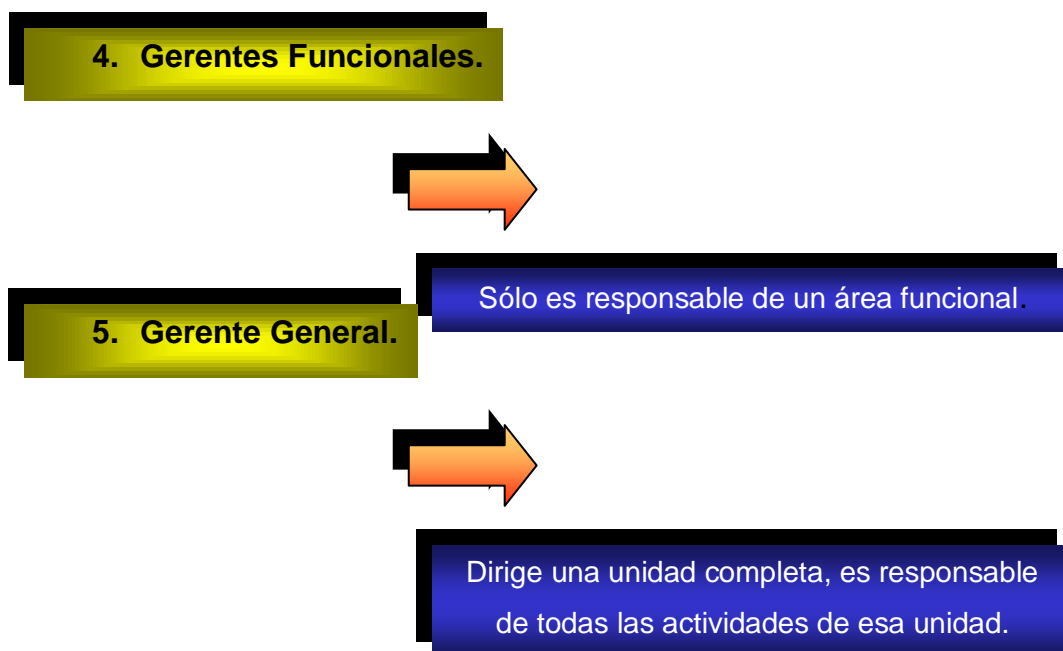 4. Gerentes Funcionales.
Sólo es responsable de un área funcional.
5. Gerente General.
Dirige una unidad completa, es responsable
de todas las actividades de esa unidad.